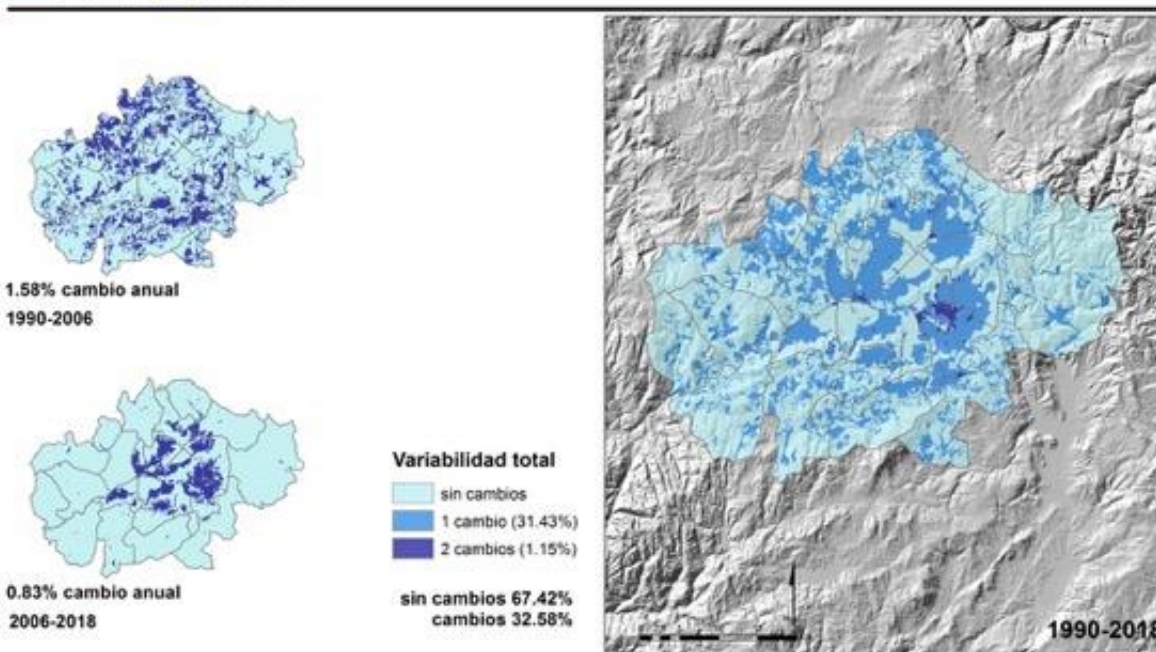 1.58% cambio anual
1990-2006
0.83% cambio anual
2006-2018
Variabilidad total
sin cambios
1 cambio (31.43%)
2 cambios (1.15%)
sin cambios 67.42%
cambios 32.58%
1990-2018